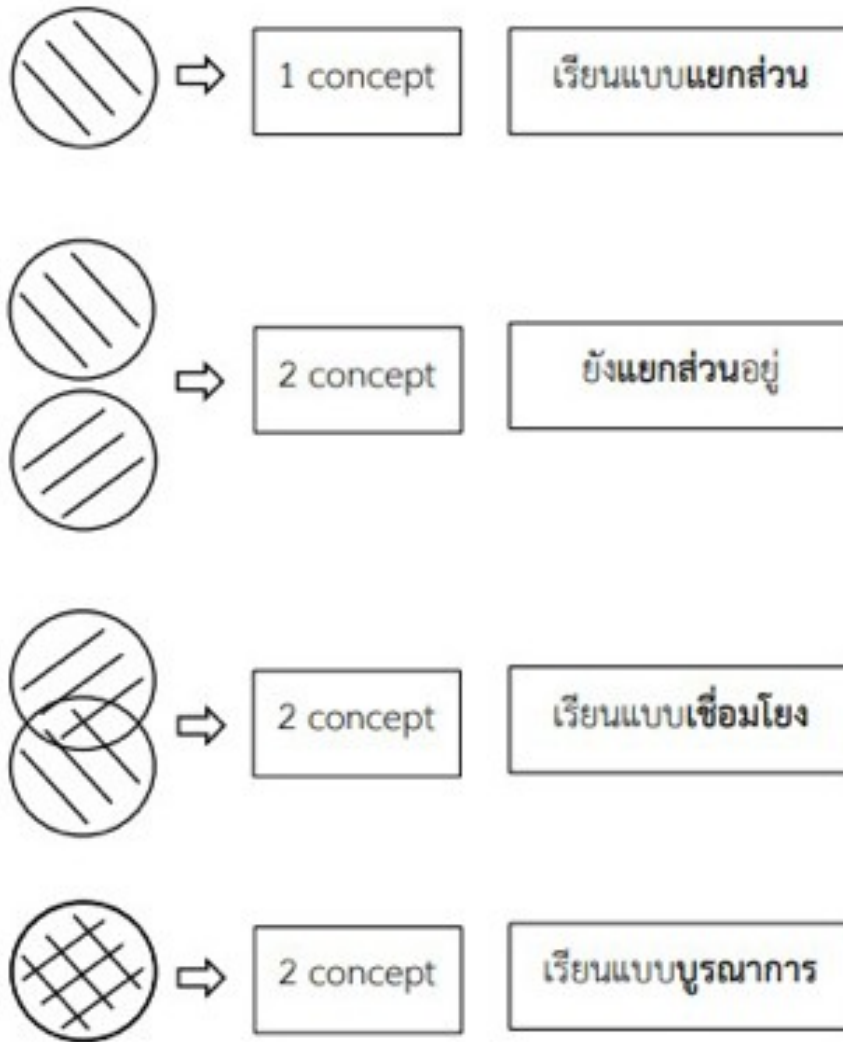 1 concept
เรียนแบบแยกส่วน
2 concept
ยังแยกส่วนอยู่
2 concept
เรียนแบบเชื่อมโยง
2 concept
เรียนแบบบูรณาการ